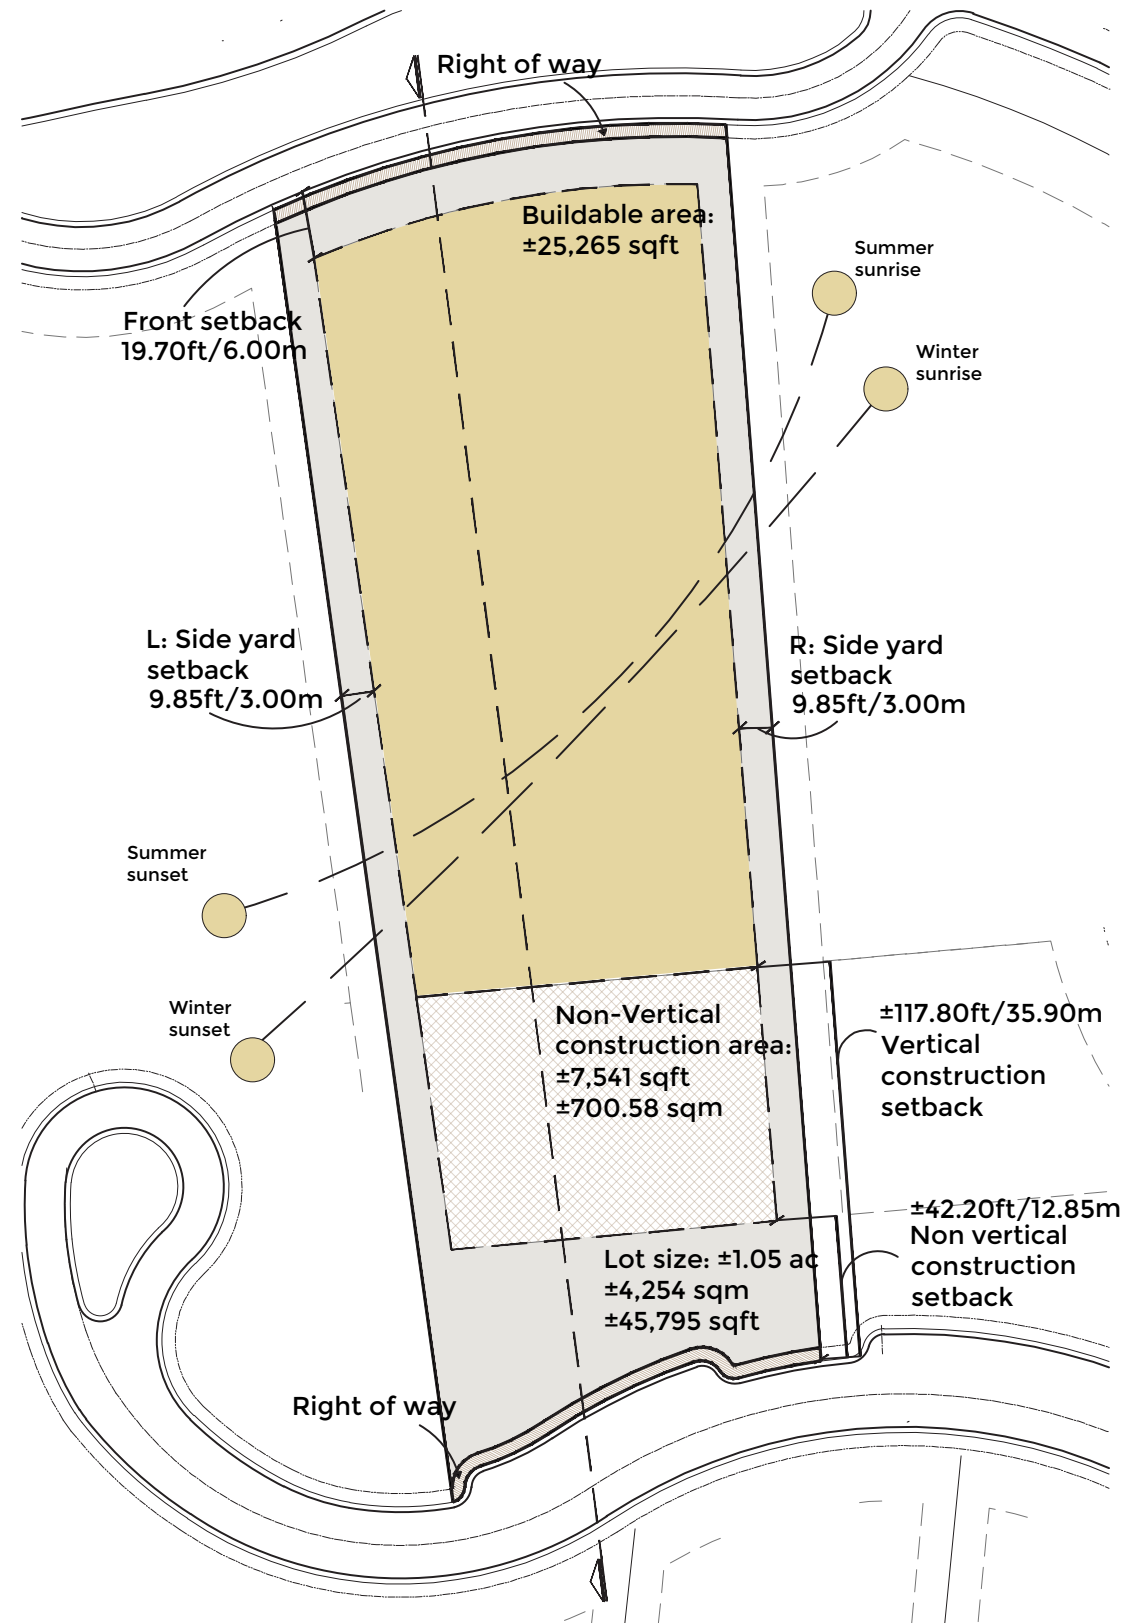 Right of way
Buildable area:
±25,265 sqft
Summer
sunrise
Front setback
19.70ft/6.00m
Winter
sunrise
L: Side yard
setback
9.85ft/3.00m
R: Side yard
setback
9.85ft/3.00m
Summer
sunset
Winter
sunset
Non-Vertical
construction area:
±7,541 sqft
±700.58 sqm
±117.80ft/35.90m
Vertical
construction
setback
±42.20ft/12.85m
Non vertical
construction
setback
Lot size: ±1.05 ac
±4,254 sqm
±45,795 sqft
Right of way